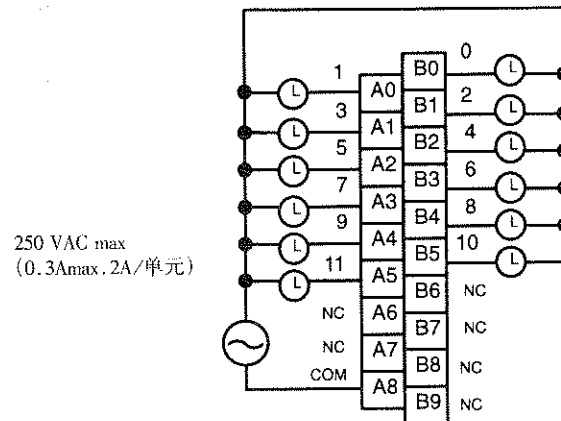 0
1 B0 L
L A0 2
3 B1 L
L A1 4
5 B2 L
L A2 6
7 B3 L
L A3 8
9 B4 L
L A4 10
11 B5 L
L A5 NC
B6
NC A6 NC
B7
NC A7 NC
B8
COM A8 NC
B9
250 VAC max
(0.3Amax.2A/单元)